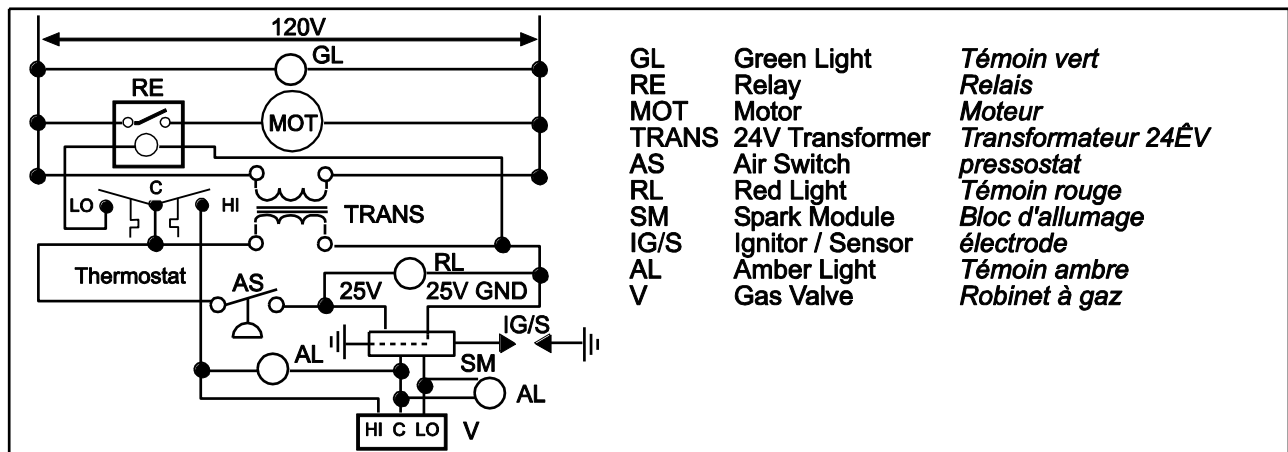 120V
GL
RE
MOT
C
LO
HI
TRANS
Thermostat
AS
RL
25V
25V GND
IG/S
AL
SM
AL
HI C LO
V
GL Green Light Témoin vert
RE Relay Relais
MOT Motor Moteur
TRANS 24V Transformer Transformateur 24ÊV
AS Air Switch pressostat
RL Red Light Témoin rouge
SM Spark Module Bloc d'allumage
IG/S Ignitor / Sensor électrode
AL Amber Light Témoin ambre
V Gas Valve Robinet à gaz